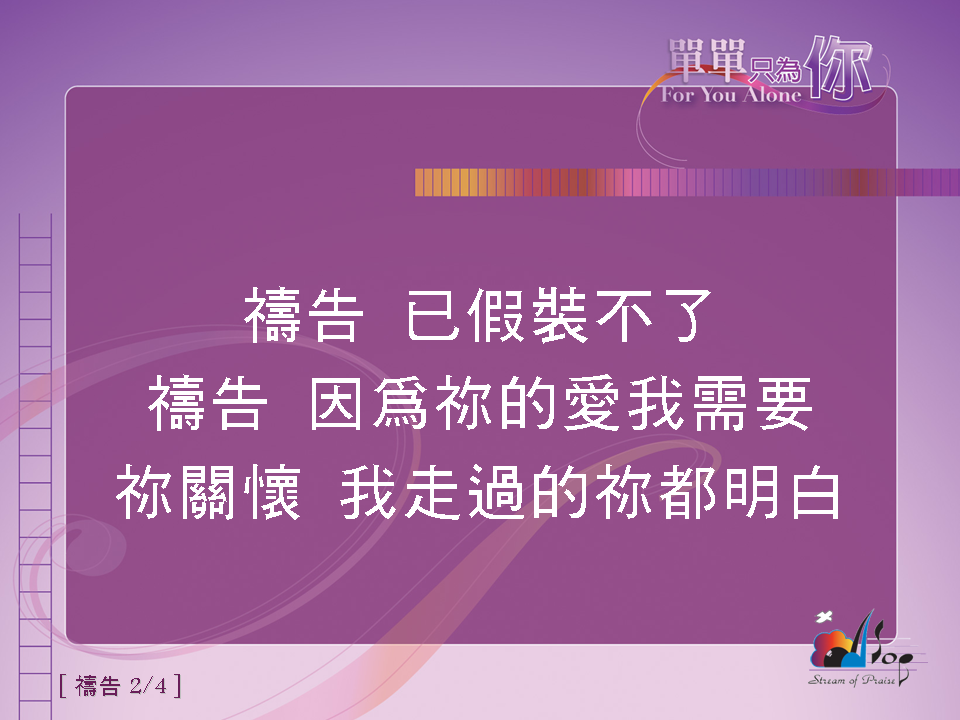 單單只為你
For You Alone
禱告 已假裝不了
禱告 因爲祢的愛我需要
祢關懷 我走過的祢都明白
[ 禱告 2/4 ]
sop
Stream of Praise